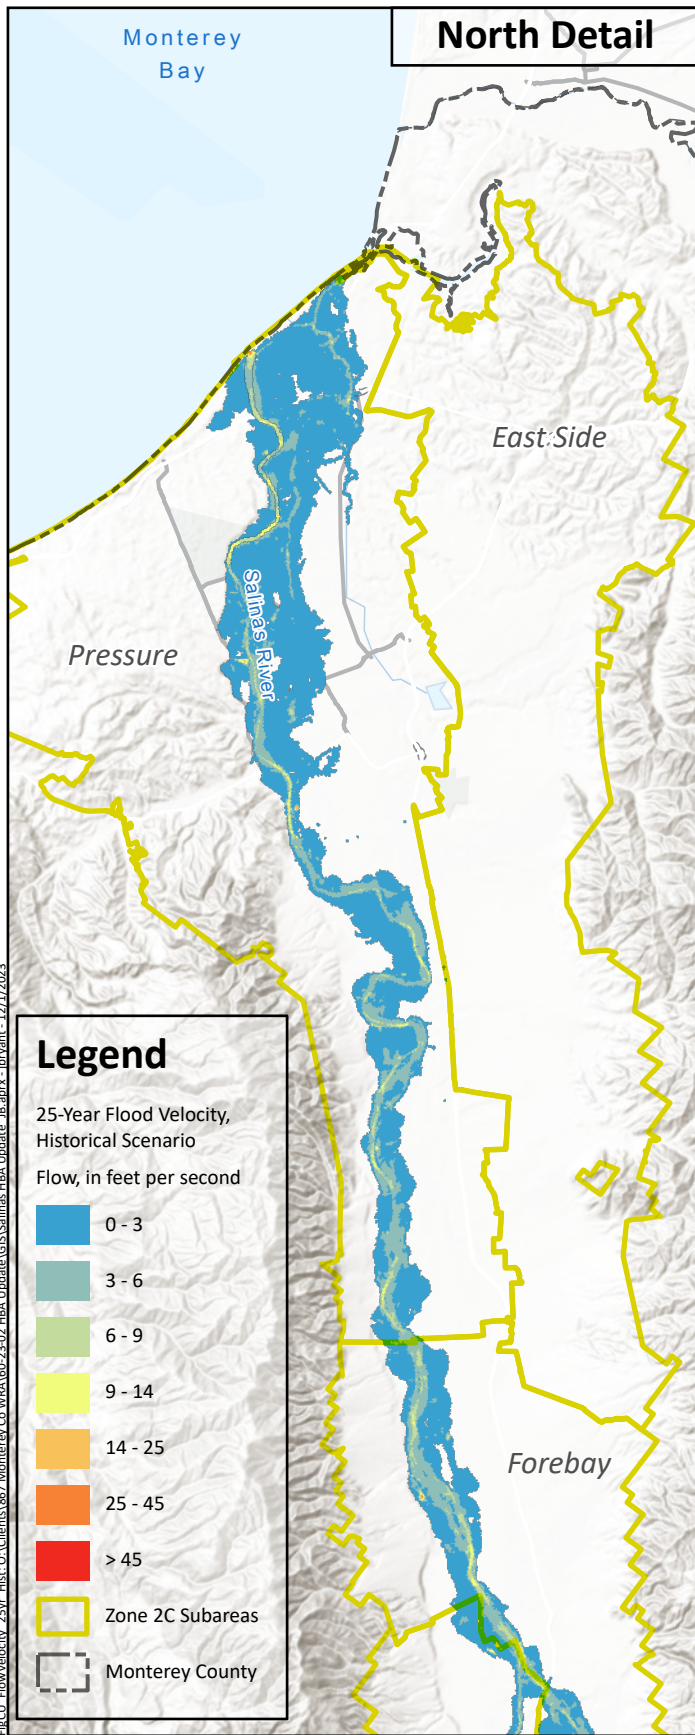 Monterey
Bay
North Detail
East Side
Salinas River
Pressure
Legend
25-Year Flood Velocity,
Historical Scenario
Flow, in feet per second
0 - 3
3 - 6
6 - 9
9 - 14
14 - 25
25 - 45
> 45
Zone 2C Subareas
Monterey County
Forebay